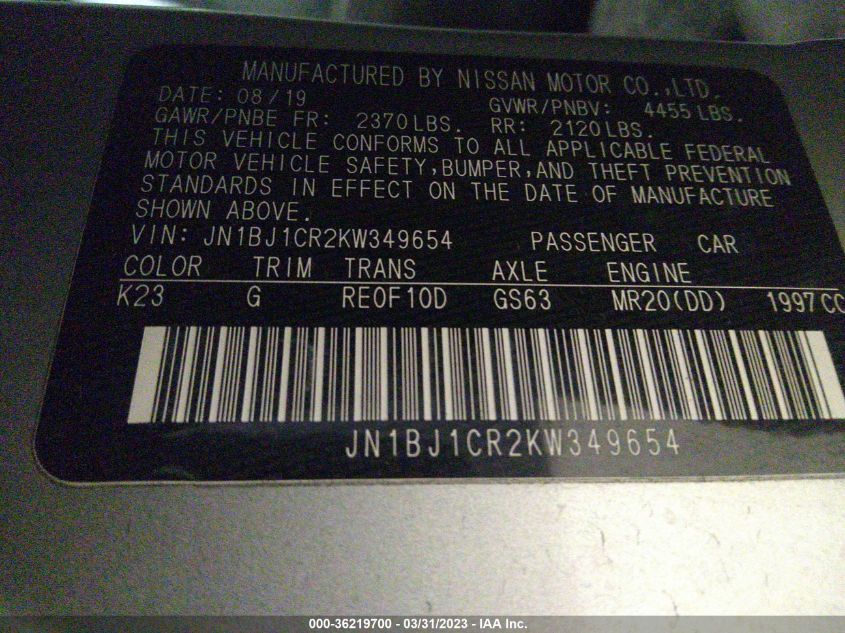 MANUFACTURED BY NISSAN MOTOR CO.,LTD.
DATE: 08/19 GVWR/PNBV: 4455 LBS.
GAWR/PNBE FR: 2370 LBS. RR: 2120 LBS.
THIS VEHICLE CONFORMS TO ALL APPLICABLE FEDERAL
MOTOR VEHICLE SAFETY, BUMPER, AND THEFT PREVENTION
STANDARDS IN EFFECT ON THE DATE OF MANUFACTURE
SHOWN ABOVE.
VIN: JN1BJ1CR2KW349654 PASSENGER CAR
COLOR TRIM TRANS AXLE ENGINE
K23 G RE0F10D GS63 MR20(DD) 1997 CC
JN1BJ1CR2KW349654
000-36219700 - 03/31/2023 - IAA Inc.